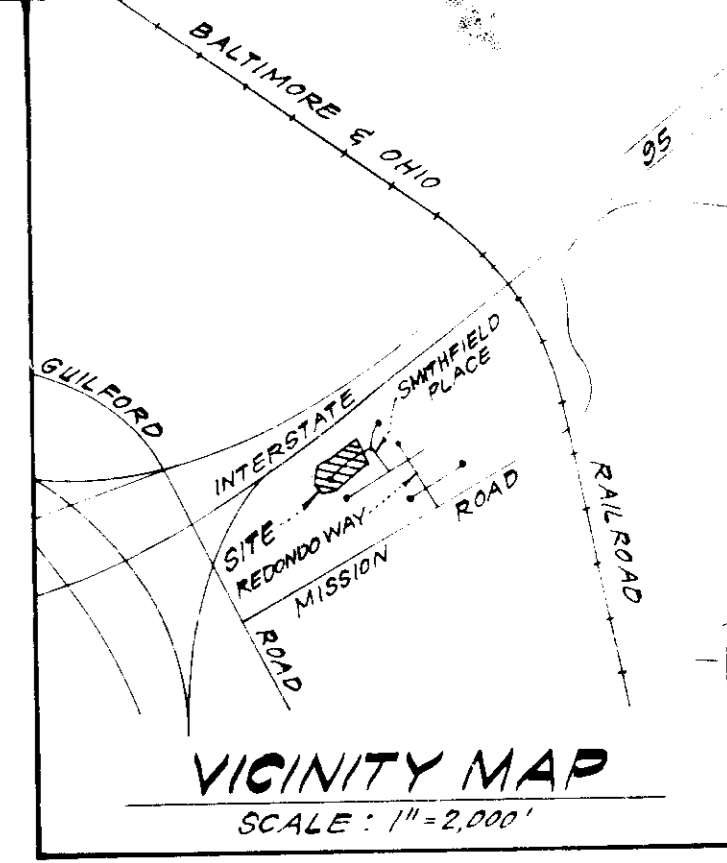 BALTIMORE & OHIO
95
GUILFORD
INTERSTATE
SMITHFIELD
PLACE
SITE
REDONDO WAY
MISSION
ROAD
ROAD
RAILROAD
VICINITY MAP
SCALE : 1" = 2,000'